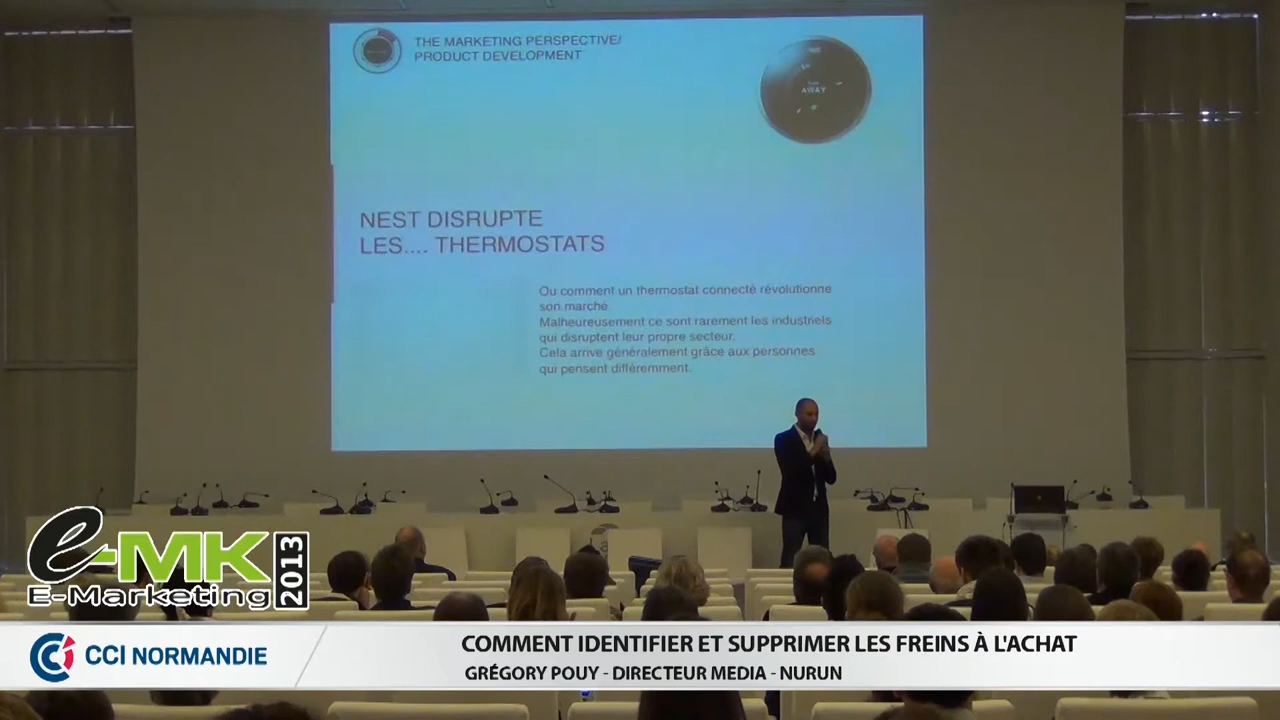 THE MARKETING PERSPECTIVE/
PRODUCT DEVELOPMENT
AWAY
NEST DISRUPTE
LES.... THERMOSTATS
Ou comment un thermostat connecté révolutionne
son marché
Malheureusement ce sont rarement les industriels
qui disruptent leur propre secteur.
Cela arrive généralement grâce aux personnes
qui pensent différemment.
e-MK
E-Marketing
2013
CCI NORMANDIE
COMMENT IDENTIFIER ET SUPPRIMER LES FREINS À L'ACHAT
GRÉGORY POUY - DIRECTEUR MEDIA - NURUN